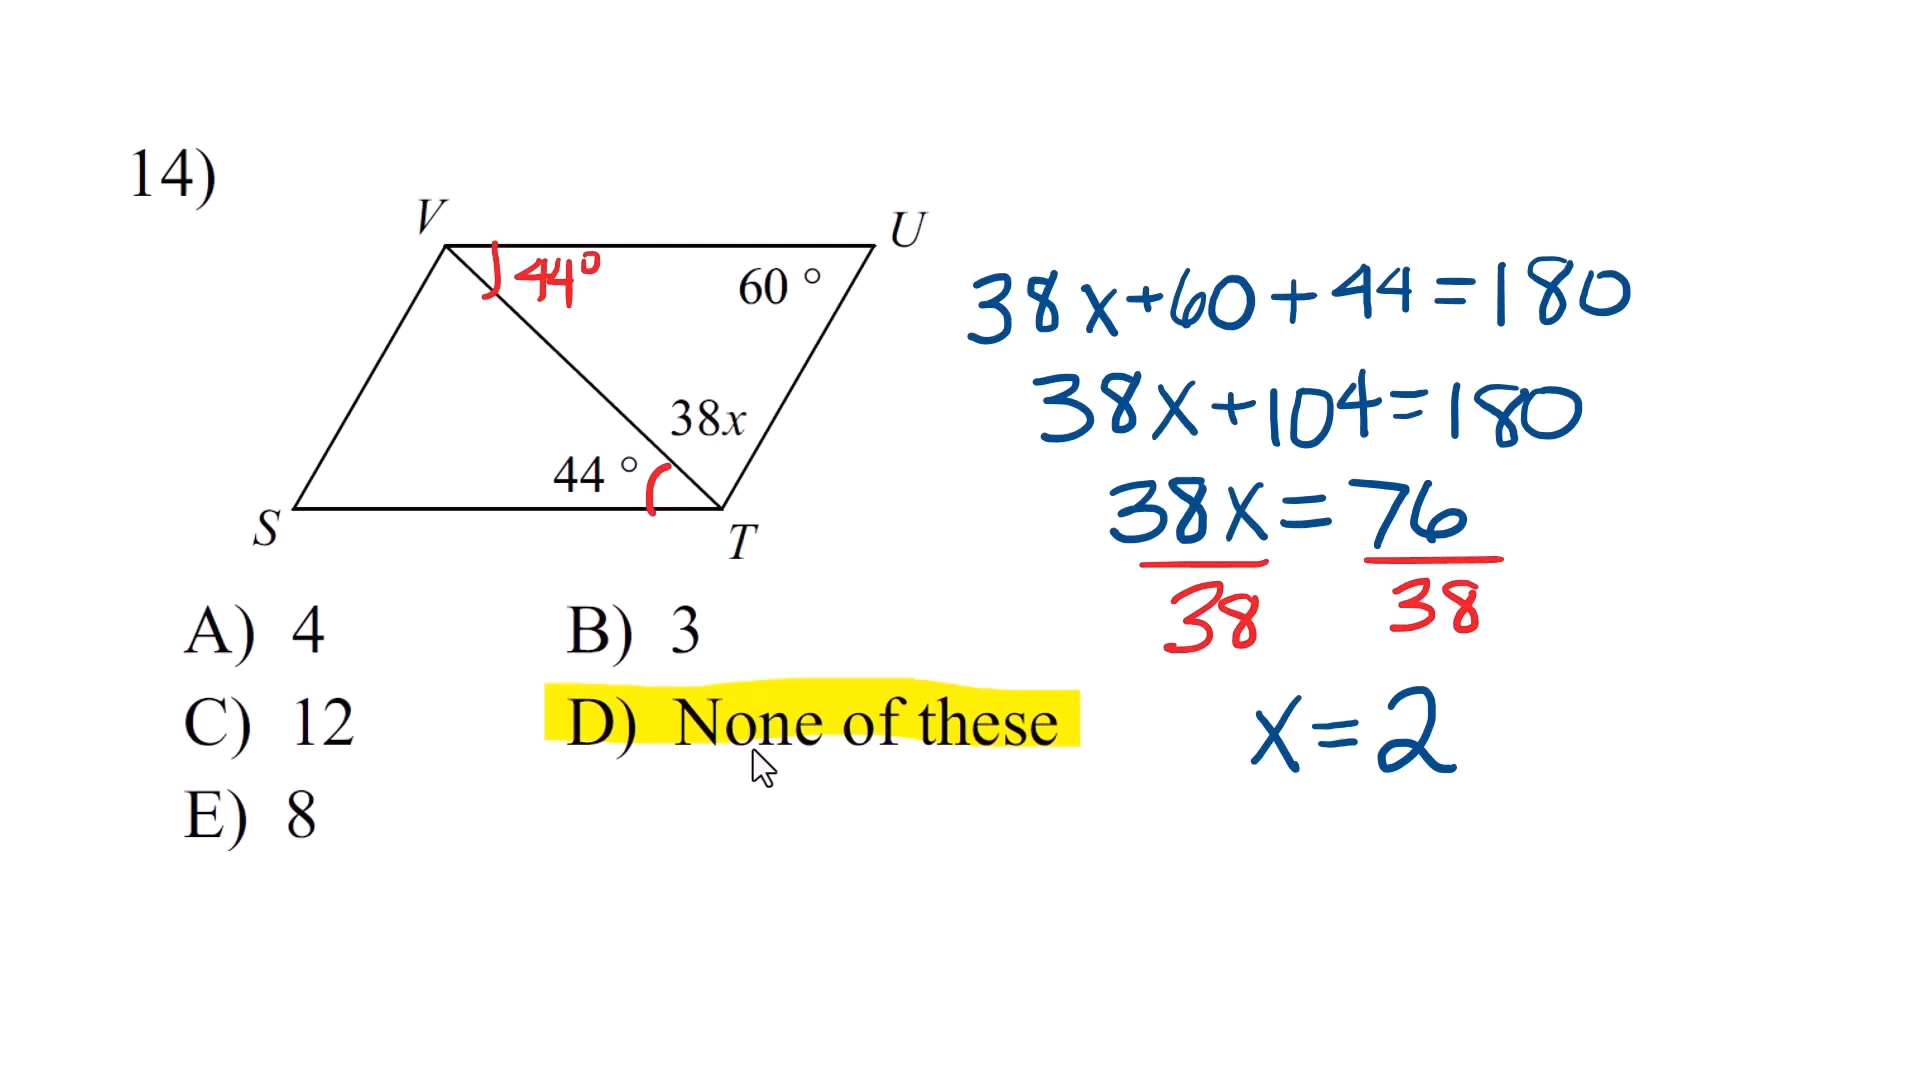 14)
V
U
44°
60 °
38x
44 °
S
T
A) 4
B) 3
C) 12
D) None of these
E) 8
38x+60+44=180
38x+104=180
38x=76
38 38
x=2